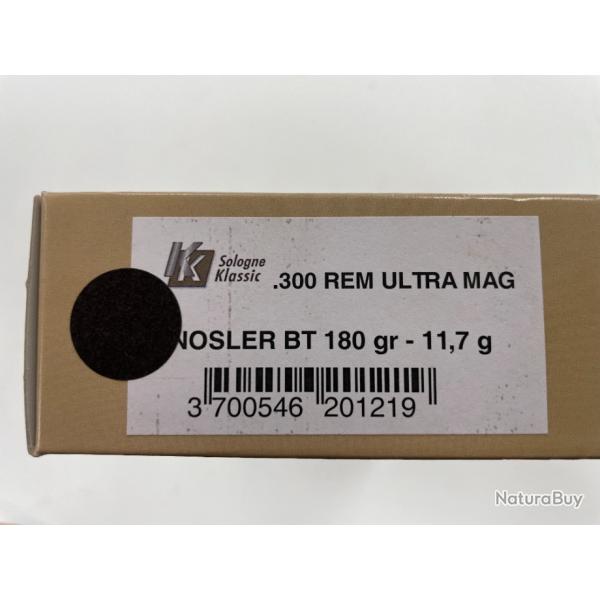 Sologne
Klassic
.300 REM ULTRA MAG
NOSLER BT 180 gr - 11,7 g
3 700546 201219
NaturaBuy